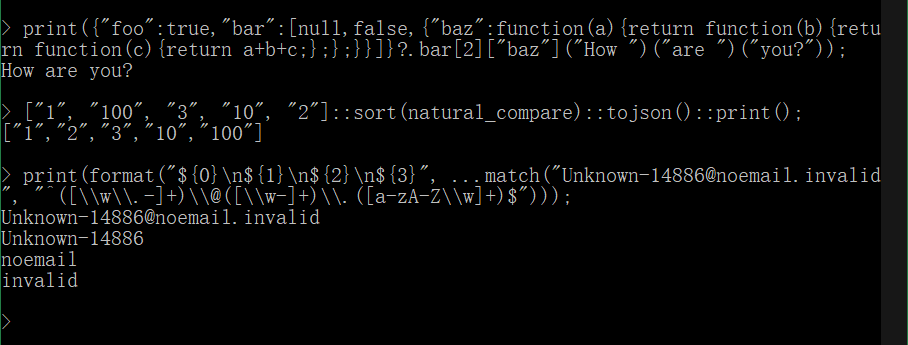 > print({"foo":true,"bar":[null,false,{"baz":function(a){return function(b){retu
rn function(c){return a+b+c;};};}}]}?.bar[2]["baz"]("How ")("are ")("you?"));
How are you?
> ["1", "100", "3", "10", "2"]::sort(natural_compare)::tojson()::print();
["1","2","3","10","100"]
> print(format("${0}\n${1}\n${2}\n${3}", ...match("Unknown-14886@noemail.invalid
", "^([\\w\\.-]+)\\@([\\w-]+)\\.([a-zA-Z\\w]+)$")));
Unknown-14886@noemail.invalid
Unknown-14886
noemail
invalid
>